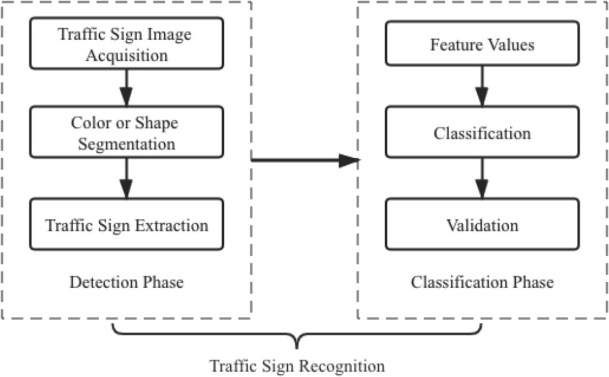 Traffic Sign Image
Acquisition
Color or Shape
Segmentation
Traffic Sign Extraction
Detection Phase
Feature Values
Classification
Validation
Classification Phase
Traffic Sign Recognition